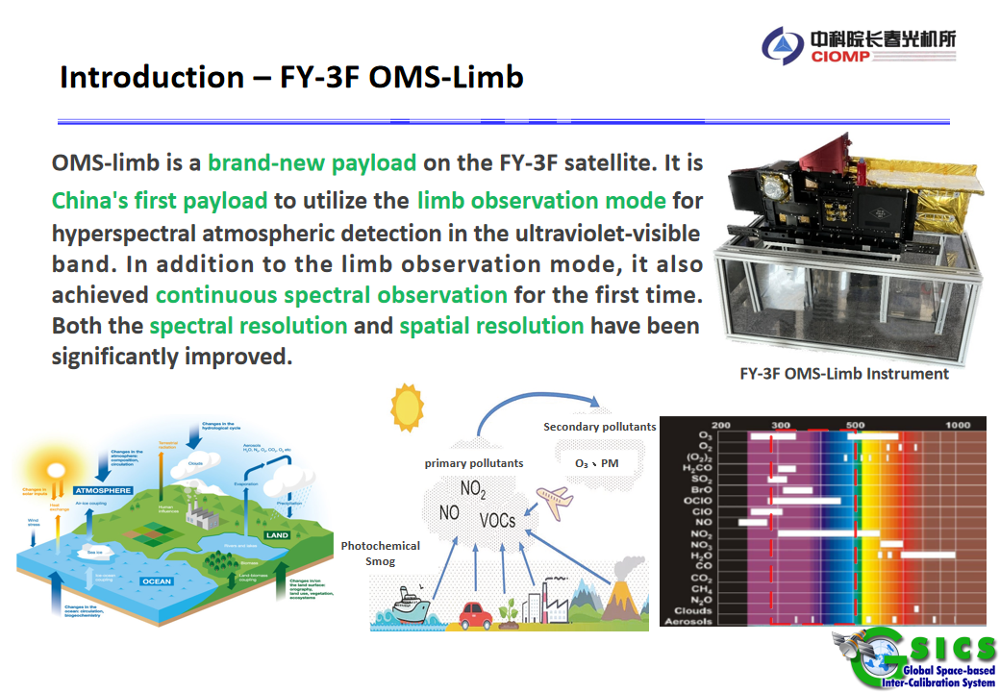 中科院长春光机所
CIOMP
Introduction – FY-3F OMS-Limb
OMS-limb is a brand-new payload on the FY-3F satellite. It is
China's first payload to utilize the limb observation mode for
hyperspectral atmospheric detection in the ultraviolet-visible
band. In addition to the limb observation mode, it also
achieved continuous spectral observation for the first time.
Both the spectral resolution and spatial resolution have been
significantly improved.
FY-3F OMS-Limb Instrument
Changes in the
hydrological cycle
Changes in the
atmosphere:
composition,
circulation
Changes in
solar inputs
Terrestrial
radiation
Clouds
Aerosols
H₂O, N₂, O₂, CO₂, O₃ etc
Evaporation
Precipitation
ATMOSPHERE
Air-ice coupling
Heat
exchange
Wind
stress
Human
influences
LAND
Rivers and lakes
Biomass
Land-biomass
coupling
Sea ice
Ice-ocean
coupling
OCEAN
Changes in the
ocean: circulation,
biogeochemistry
Changes in/on
the land surface:
orography,
land use, vegetation,
ecosystems
Secondary pollutants
O₃、PM
primary pollutants
NO₂
NO
VOCs
Photochemical
Smog
200 300 500 1000
O₃
O₂
(O₂)₂
H₂CO
SO₂
BrO
OClO
ClO
NO
NO₂
NO₃
H₂O
CO
CO₂
CH₄
N₂O
Clouds
Aerosols
GSICS
Global Space-based
Inter-Calibration System